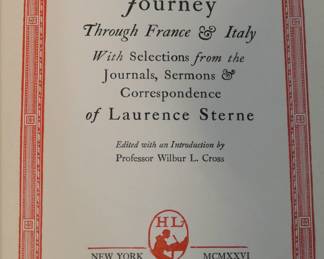 Journey
Through France & Italy
With Selections from the
Journals, Sermons &
Correspondence
of Laurence Sterne
Edited with an Introduction by
Professor Wilbur L. Cross
HL
NEW YORK MCMXXVI